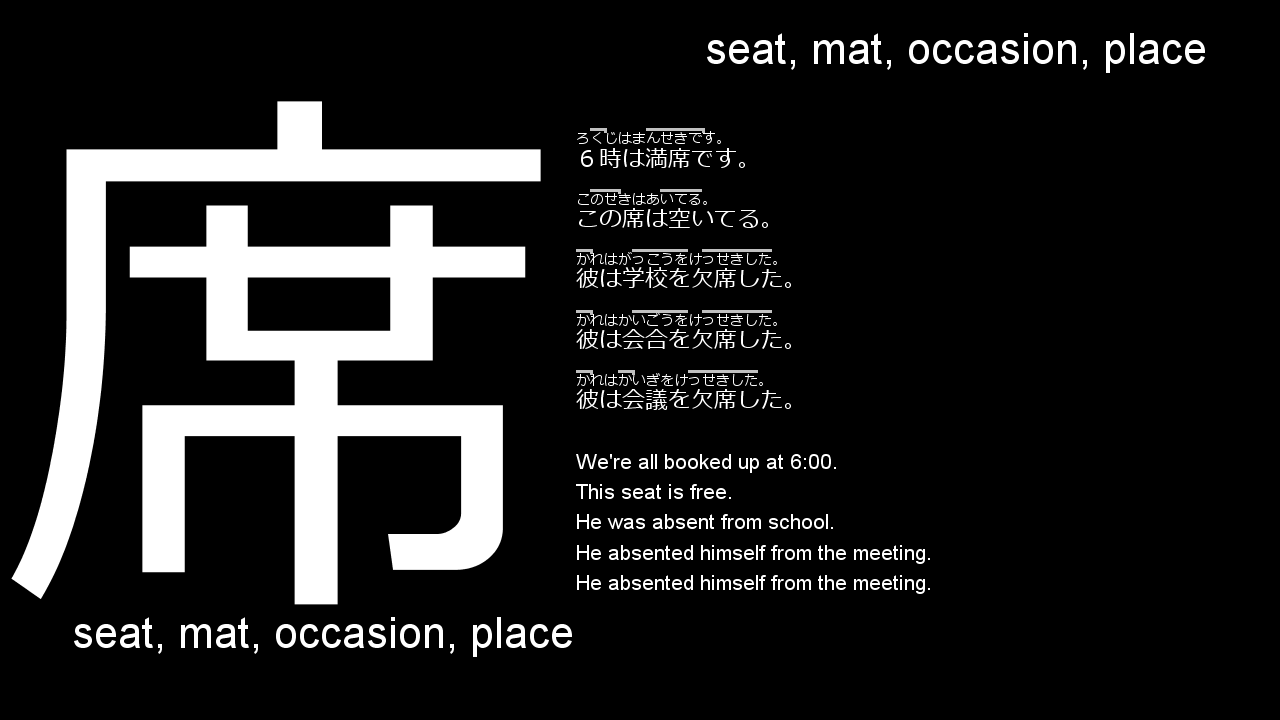 seat, mat, occasion, place
席
ろくじはまんせきです。
６時は満席です。
このせきはあいてる。
この席は空いてる。
かれはがっこうをけっせきした。
彼は学校を欠席した。
かれはかいごうをけっせきした。
彼は会合を欠席した。
かれはかいぎをけっせきした。
彼は会議を欠席した。
We're all booked up at 6:00.
This seat is free.
He was absent from school.
He absented himself from the meeting.
He absented himself from the meeting.
seat, mat, occasion, place